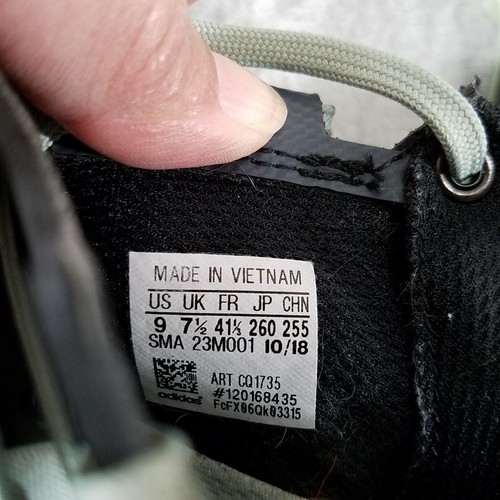 MADE IN VIETNAM
US UK FR JP CHN
9 7½ 41⅓ 260 255
SMA 23M001 10/18
ART CQ1735
#120168435
adidas FcFX06Qk03315